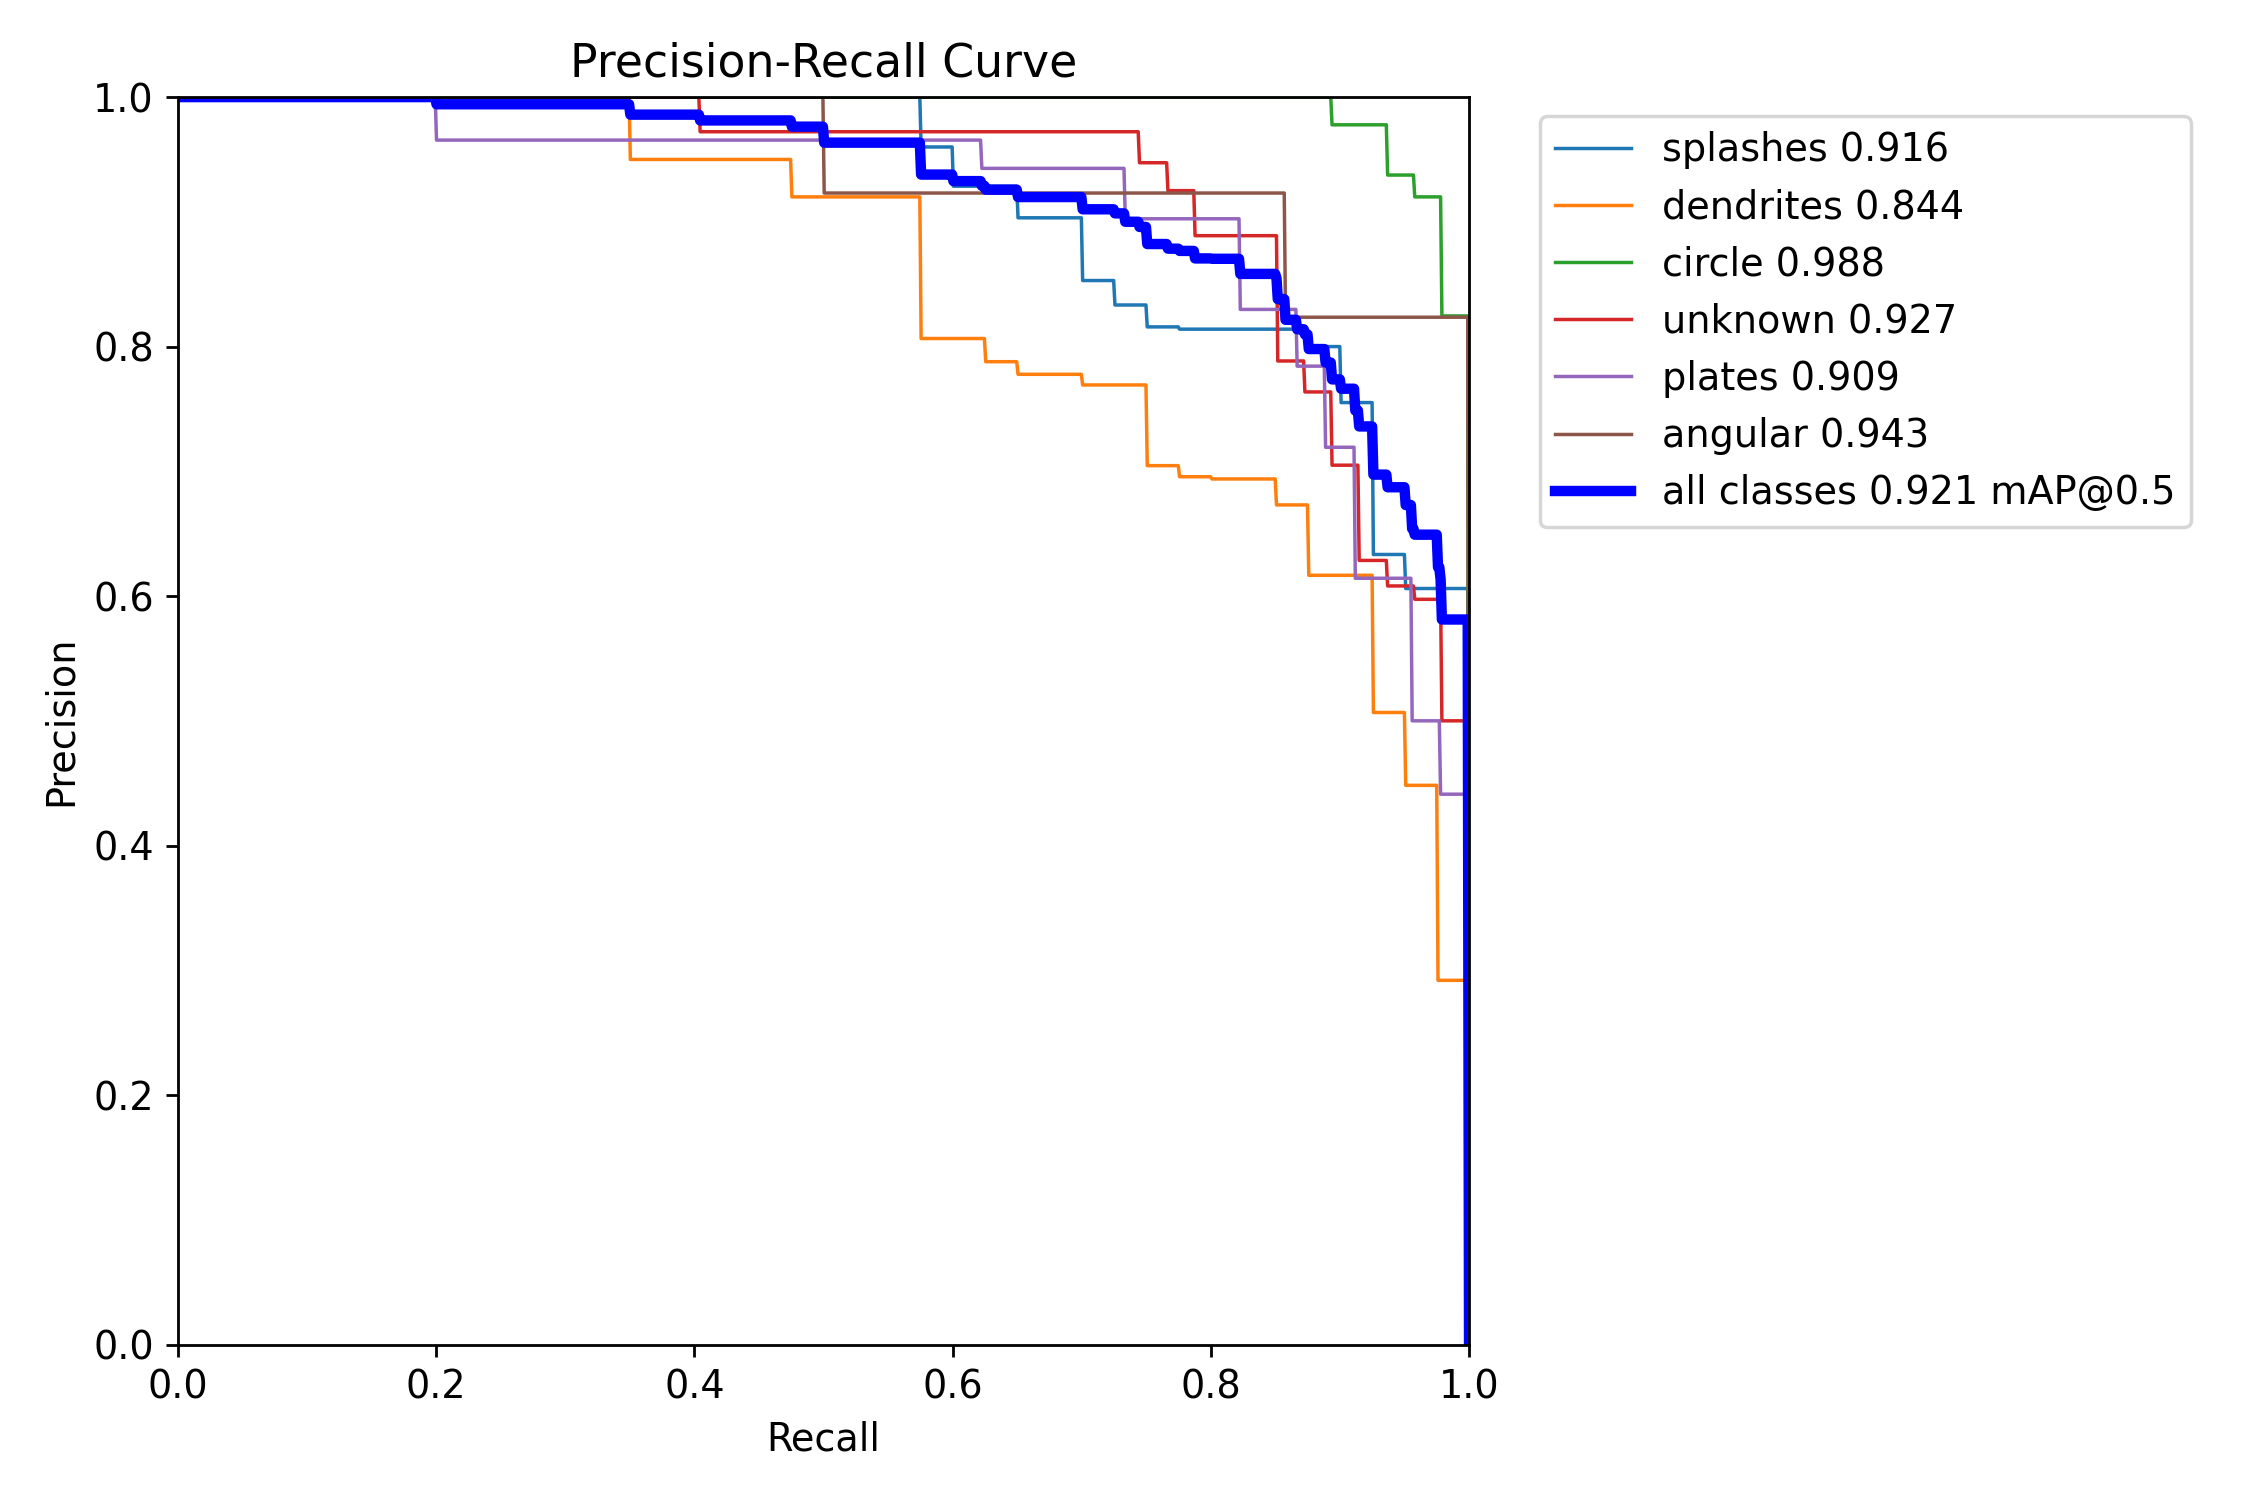 Precision-Recall Curve
1.0
0.8
0.6
0.4
0.2
0.0
Precision
0.0 0.2 0.4 0.6 0.8 1.0
Recall
splashes 0.916
dendrites 0.844
circle 0.988
unknown 0.927
plates 0.909
angular 0.943
all classes 0.921 mAP@0.5